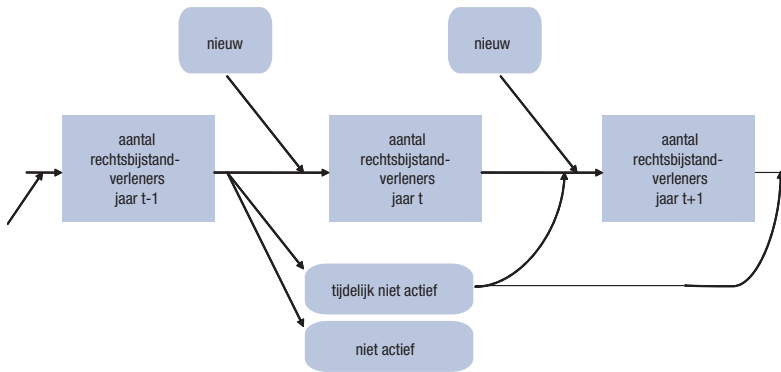 nieuw
nieuw
aantal
rechtsbijstand-
verleners
jaar t-1
aantal
rechtsbijstand-
verleners
jaar t
aantal
rechtsbijstand-
verleners
jaar t+1
tijdelijk niet actief
niet actief